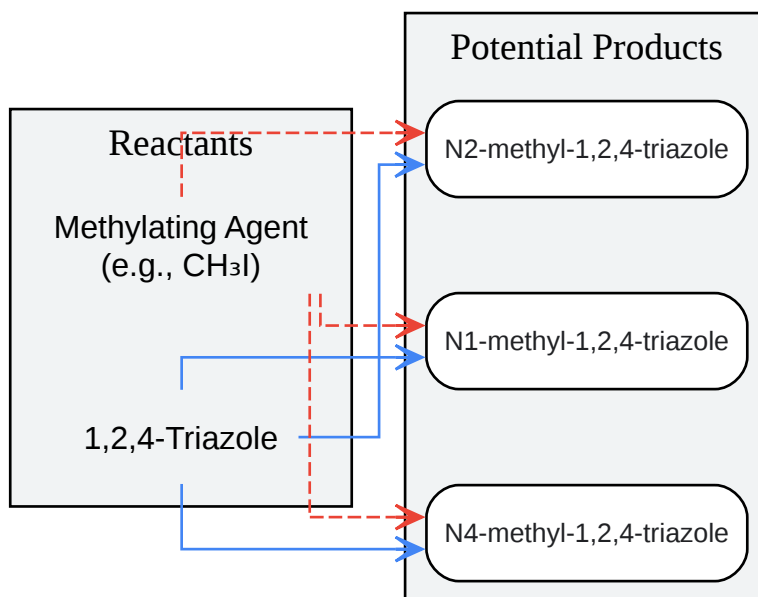 Potential Products
Reactants
N2-methyl-1,2,4-triazole
Methylating Agent
(e.g., CH₃I)
N1-methyl-1,2,4-triazole
1,2,4-Triazole
N4-methyl-1,2,4-triazole